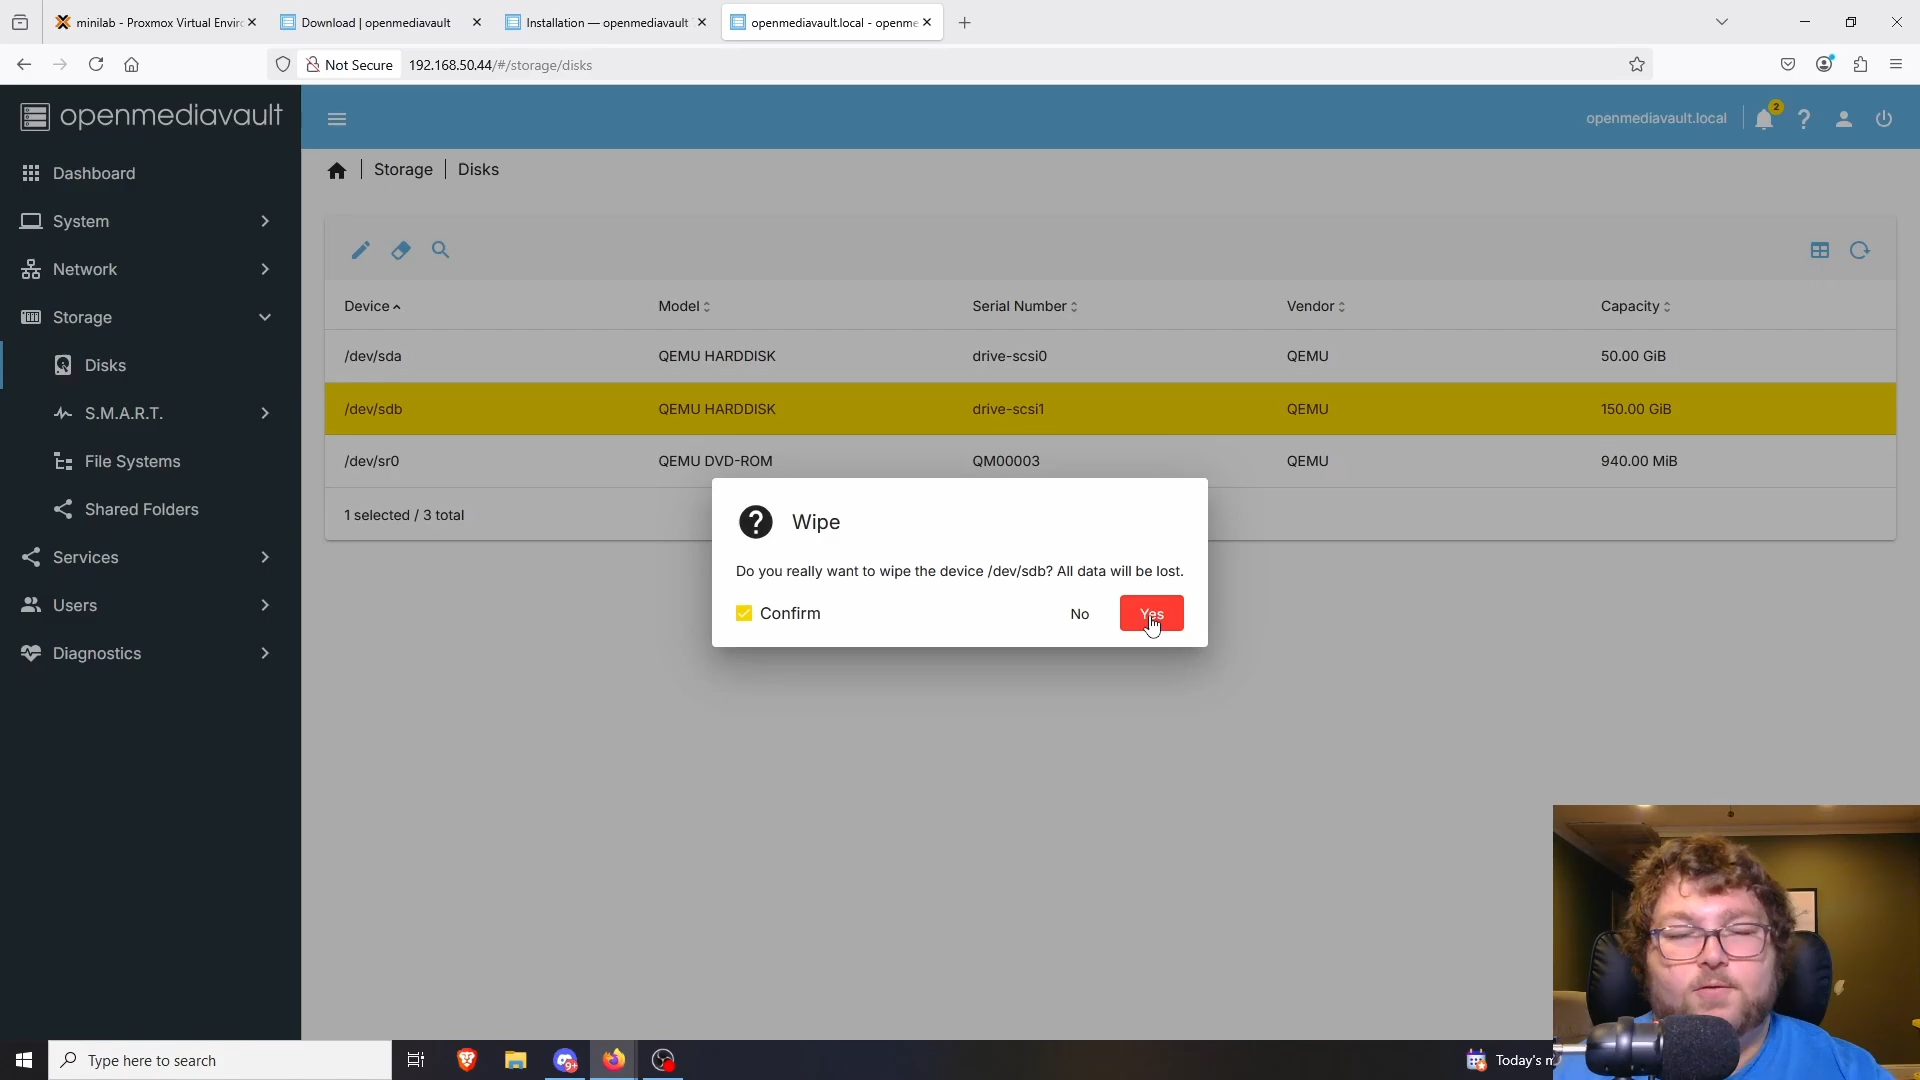 minilab - Proxmox Virtual Enviro
Download | openmediavault
Installation — openmediavault
openmediavault.local - openme
Not Secure
192.168.50.44/#/storage/disks
openmediavault
openmediavault.local
2
Dashboard
System
Network
Storage
Disks
S.M.A.R.T.
File Systems
Shared Folders
Services
Users
Diagnostics
Storage | Disks
Device Model Serial Number Vendor Capacity
/dev/sda QEMU HARDDISK drive-scsi0 QEMU 50.00 GiB
/dev/sdb QEMU HARDDISK drive-scsi1 QEMU 150.00 GiB
/dev/sr0 QEMU DVD-ROM QM00003 QEMU 940.00 MiB
1 selected / 3 total
Wipe
Do you really want to wipe the device /dev/sdb? All data will be lost.
Confirm
No
Yes
Type here to search
9+
Today's m